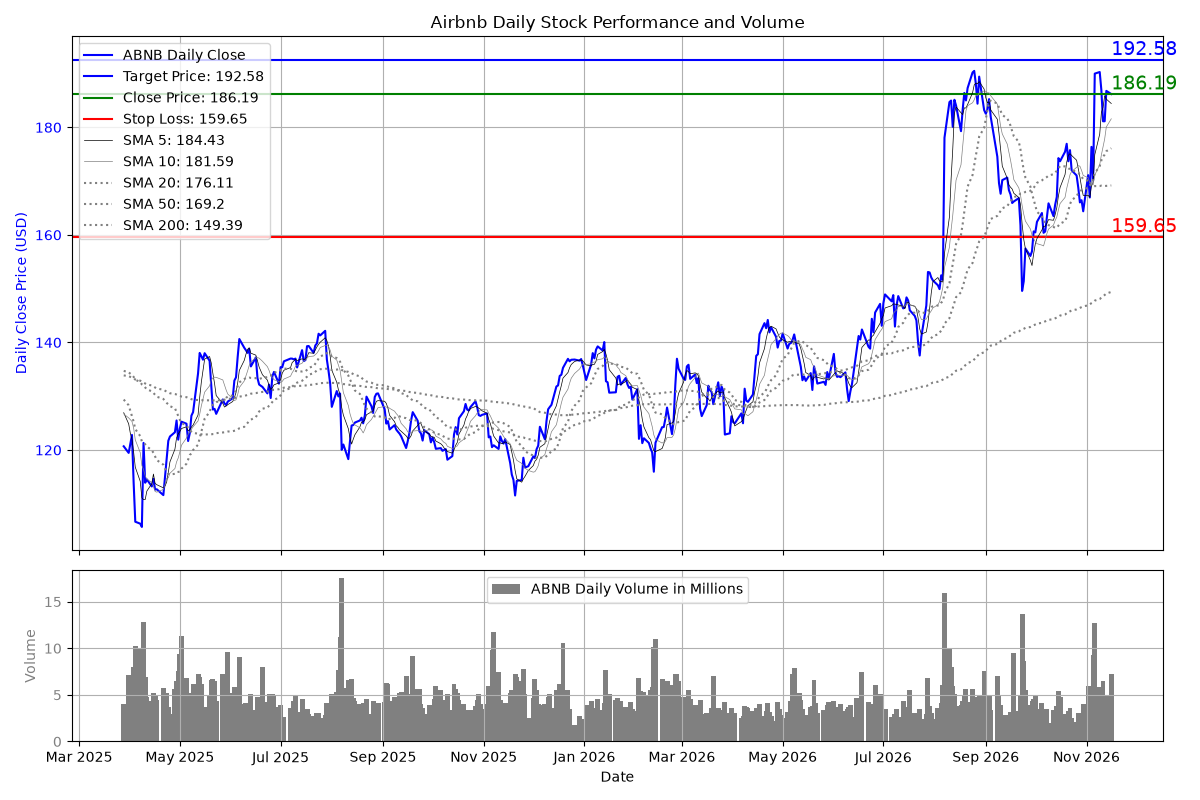 Airbnb Daily Stock Performance and Volume
ABNB Daily Close
Target Price: 192.58
Close Price: 186.19
Stop Loss: 159.65
SMA 5: 184.43
SMA 10: 181.59
SMA 20: 176.11
SMA 50: 169.2
SMA 200: 149.39
192.58
186.19
159.65
180
160
140
120
Daily Close Price (USD)
ABNB Daily Volume in Millions
15
10
5
0
Volume
Mar 2025 May 2025 Jul 2025 Sep 2025 Nov 2025 Jan 2026 Mar 2026 May 2026 Jul 2026 Sep 2026 Nov 2026
Date